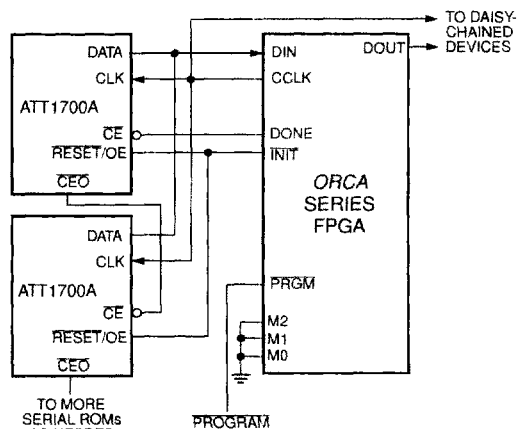 TO DAISY-
CHAINED
DEVICES
DATA
CLK
ATT1700A
CE
RESET/OE
CEO
DIN
DOUT
CCLK
DONE
INIT
ORCA
SERIES
FPGA
PRGM
M2
M1
M0
DATA
CLK
ATT1700A
CE
RESET/OE
CEO
TO MORE
SERIAL ROMs
PROGRAM